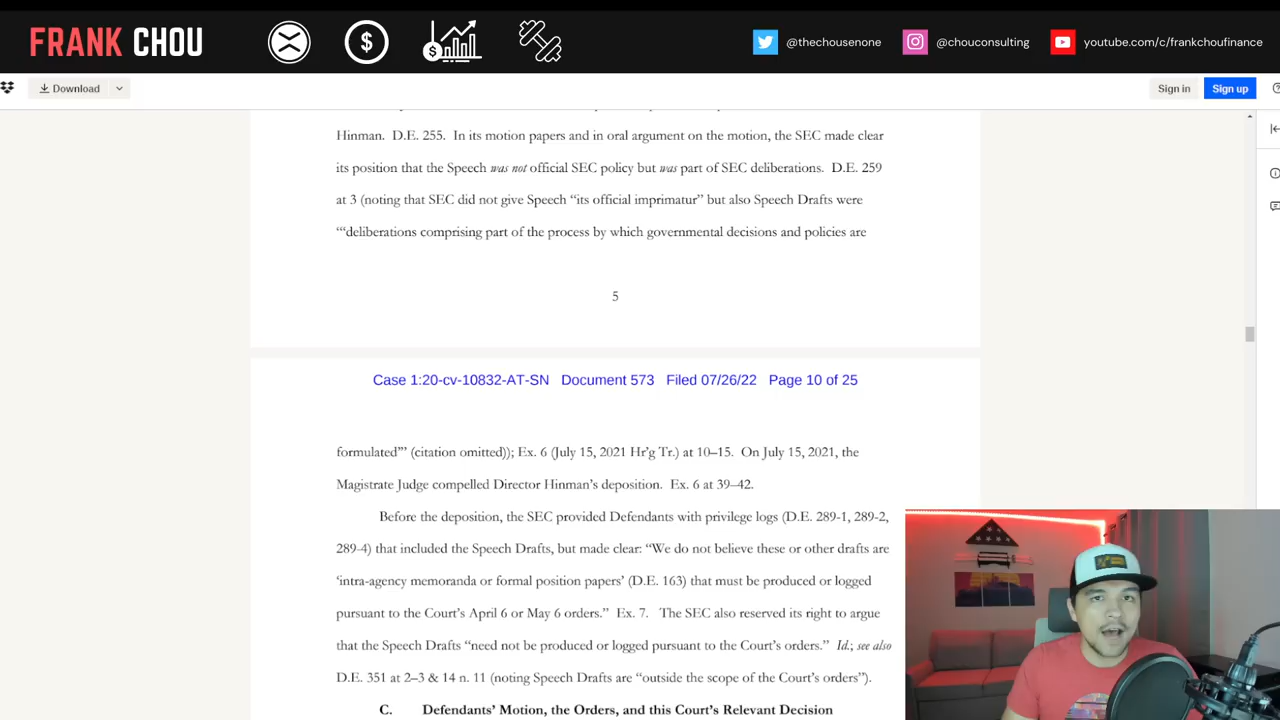 FRANK CHOU
@thechousenone
@chouconsulting
youtube.com/c/frankchoufinance
Download
Sign in
Sign up
Hinman. D.E. 255. In its motion papers and in oral argument on the motion, the SEC made clear
its position that the Speech was not official SEC policy but was part of SEC deliberations. D.E. 259
at 3 (noting that SEC did not give Speech “its official imprimatur” but also Speech Drafts were
“‘deliberations comprising part of the process by which governmental decisions and policies are
5
Case 1:20-cv-10832-AT-SN Document 573 Filed 07/26/22 Page 10 of 25
formulated’” (citation omitted)); Ex. 6 (July 15, 2021 Hr’g Tr.) at 10–15. On July 15, 2021, the
Magistrate Judge compelled Director Hinman’s deposition. Ex. 6 at 39–42.
Before the deposition, the SEC provided Defendants with privilege logs (D.E. 289-1, 289-2,
289-4) that included the Speech Drafts, but made clear: “We do not believe these or other drafts are
‘intra-agency memoranda or formal position papers’ (D.E. 163) that must be produced or logged
pursuant to the Court’s April 6 or May 6 orders.” Ex. 7. The SEC also reserved its right to argue
that the Speech Drafts “need not be produced or logged pursuant to the Court’s orders.” Id.; see also
D.E. 351 at 2–3 & 14 n. 11 (noting Speech Drafts are “outside the scope of the Court’s orders”).
C. Defendants’ Motion, the Orders, and this Court’s Relevant Decision